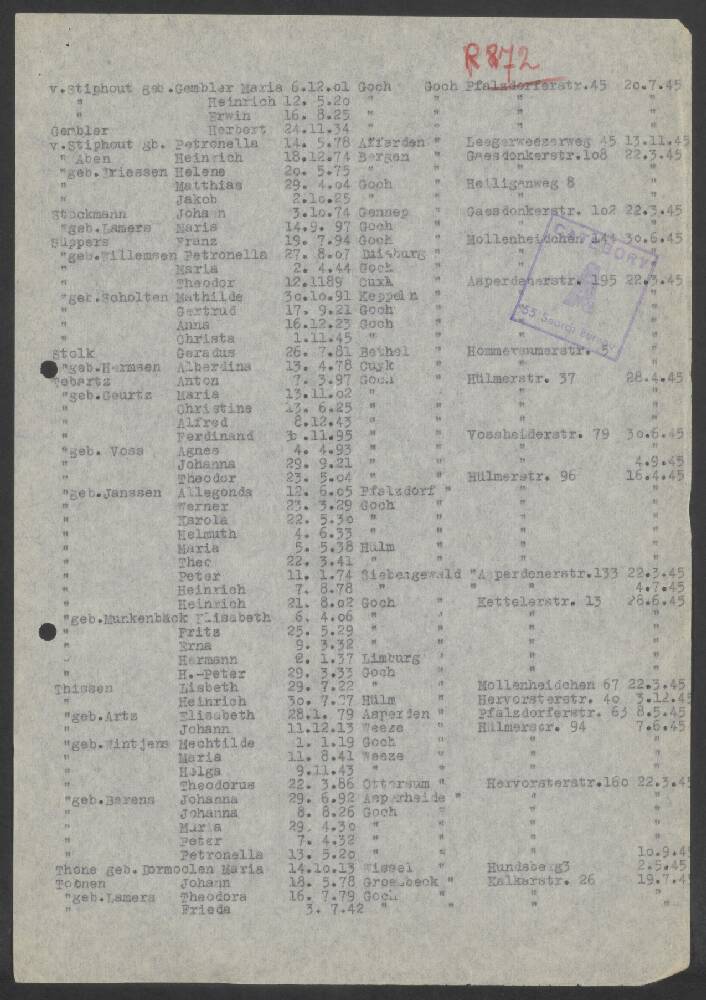 R 872
v.Stiphout geb.Gembler Maria 6.12.01 Goch Goch Pfalzdorferstr.45 20.7.45
" Heinrich 12. 5.20 " " " "
" Erwin 16. 8.25 " " " "
Gembler Herbert 24.11.34 " " " "
v.Stiphout gb. Petronella 14. 5.78 Afferden " Leegerweezerweg 45 13.11.45
" Aben Heinrich 18.12.74 Bergen " Gaesdonkerstr.108 22.3.45
"geb.Driessen Helene 20. 5.75 " " " "
" Matthias 29. 4.04 Goch " Heiliganweg 8 "
" Jakob 2.10.25 " " " "
Stockmann Johann 3.10.74 Gennep " Gaesdonkerstr. 102 22.3.45
"geb.Lamers Maria 14.9. 97 Goch " " "
Suppers Franz 19. 7.94 Goch " Mollenheidchen 144 30.6.45
"geb.Willemsen Petronella 27. 8.07 Duisburg " "
" Maria 2. 4.44 Goch " "
" Theodor 12.1189 Cuxk " Asperdenerstr. 195 22.3.45
"geb.Scholten Mathilde 30.10.91 Keppeln " "
" Gertrud 17. 9.21 Goch " "
" Anna 16.12.23 Goch " "
" Christa 1.11.45 " " "
Stolk Geradus 26. 7.81 Bethel " Hommersumerstr. "
"geb.Hermsen Alberdina 13. 4.78 Cuyk " " "
Tebartz Anton 7. 3.97 Goch " Hülmerstr. 37 28.4.45
"geb.Geurtz Maria 13.11.02 " " " "
" Christine 6.25 " " " "
" Alfred 8.12.43 " " " "
" Ferdinand .11.95 " " Vossheiderstr. 79 30.6.45
"geb. Voss Agnes 4. 4.93 " " " "
" Johanna 29. 9.21 " " " 4.9.45
" Theodor 23. 5.04 " " Hülmerstr. 96 16.4.45
"geb.Janssen Allegonda 12. 6.05 Pfalzdorf " " "
" Werner 23. 3.29 Goch " " "
" Karola 22. 5.30 " " " "
" Helmuth 4. 6.33 " " " "
" Maria 5. 5.38 Hülm " " "
" Theo 22. 3.41 " " " "
" Peter 11. 1.74 Siebengewald "Asperdenerstr.133 22.3.45
" Heinrich 7. 8.78 " " " 4.7.45
" Heinrich 21. 8.02 Goch " Kettelerstr. 13 28.6.45
"geb.Munkenbäck Elisabeth 6. 4.06 " " " "
" Fritz 25. 5.29 " " " "
" Erna 9. 3.32 " " " "
" Hermann 2. 1.37 Limburg " " "
" H.-Peter 29. 3.33 Goch " " "
Thissen Lisbeth 29. 7.22 " " Mollenheidchen 67 22.3.45
" Heinrich 30. 7.77 Hülm " Hervorsterstr. 40 3.12.45
"geb.Arts Elisabeth 28.1. 79 Asperden " Pfalzdorferstr. 63 8.5.45
" Johann 11.12.13 Weeze " Hülmerstr. 94 7.6.45
"geb.Wintjens Mechtilde 1. 1.19 Goch " " "
" Maria 11. 8.41 Weeze " " "
" Holga 9.11.43 " " " "
" Theodorus 22. 3.86 Ottersum " Hervorsterstr.160 22.3.45
"geb.Barens Johanna 29. 6.92 Asperheide " " "
" Johanna 8. 8.26 Goch " " "
" Maria 29. 4.30 " " " "
" Peter 7. 4.32 " " " "
" Petronella 13. 5.20 " " " 10.9.4
Thone geb. Dormoolen Maria 14.10.13 Wissel " Hundsberg3 2.5.45
Toonen Johann 18. 5.78 Groesbeck " Kalkarstr. 26 19.7.4
"geb.Lamers Theodora 16. 7.79 Goch " " "
" Frieda 3. 7.42 " " " "
CATEGORY
A
Search Bureau